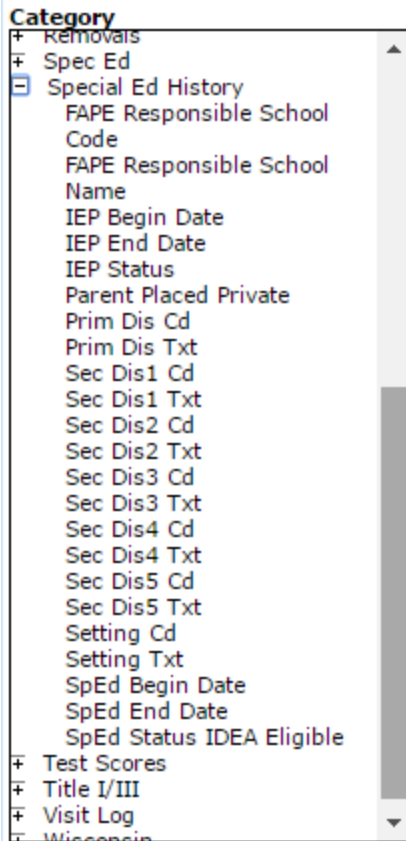 Category
Removals
Spec Ed
Special Ed History
FAPE Responsible School
Code
FAPE Responsible School
Name
IEP Begin Date
IEP End Date
IEP Status
Parent Placed Private
Prim Dis Cd
Prim Dis Txt
Sec Dis1 Cd
Sec Dis1 Txt
Sec Dis2 Cd
Sec Dis2 Txt
Sec Dis3 Cd
Sec Dis3 Txt
Sec Dis4 Cd
Sec Dis4 Txt
Sec Dis5 Cd
Sec Dis5 Txt
Setting Cd
Setting Txt
SpEd Begin Date
SpEd End Date
SpEd Status IDEA Eligible
Test Scores
Title I/III
Visit Log
Wisconsin